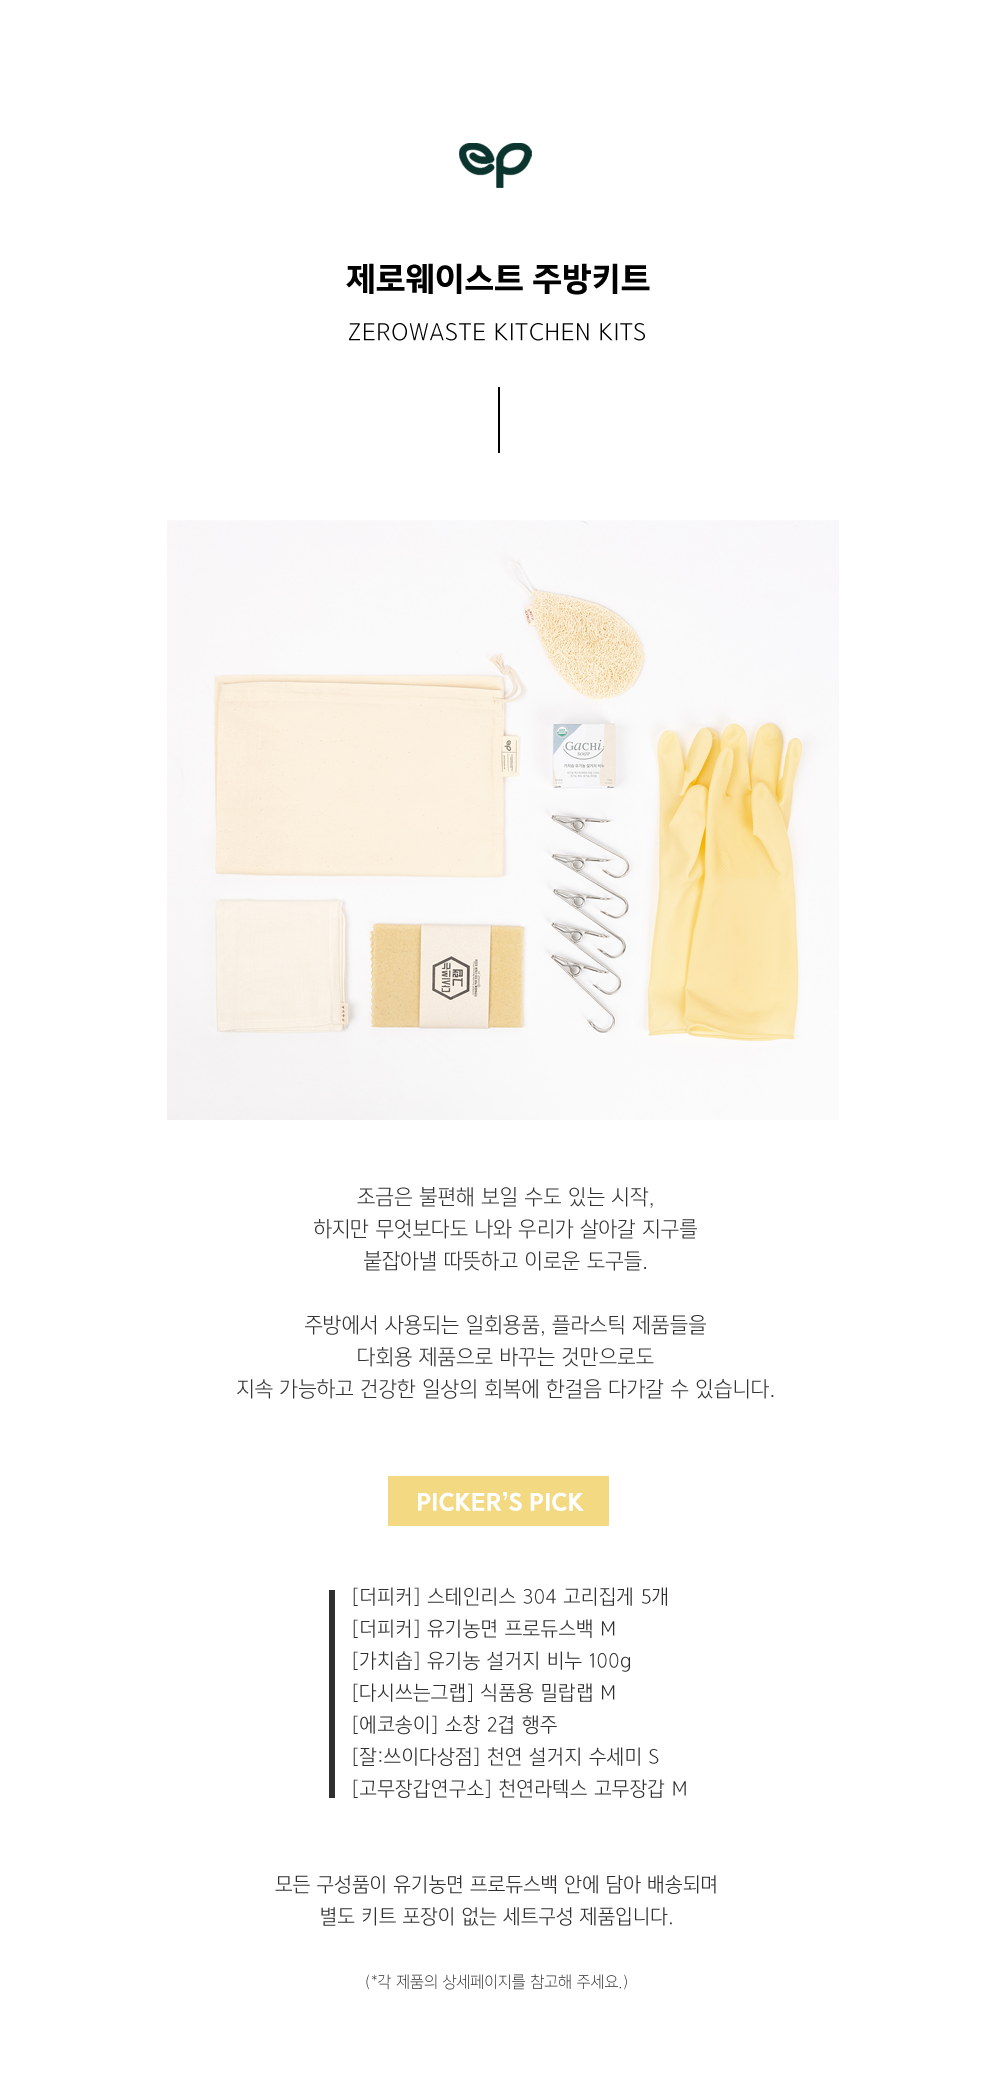 ep
제로웨이스트 주방키트
ZEROWASTE KITCHEN KITS
GaCHi
SOAP
다시쓰는
그랩
조금은 불편해 보일 수도 있는 시작,
하지만 무엇보다도 나와 우리가 살아갈 지구를
붙잡아낼 따뜻하고 이로운 도구들.
주방에서 사용되는 일회용품, 플라스틱 제품들을
다회용 제품으로 바꾸는 것만으로도
지속 가능하고 건강한 일상의 회복에 한걸음 다가갈 수 있습니다.
PICKER’S PICK
[더피커] 스테인리스 304 고리집게 5개
[더피커] 유기농면 프로듀스백 M
[가치솝] 유기농 설거지 비누 100g
[다시쓰는그랩] 식품용 밀랍랩 M
[에코송이] 소창 2겹 행주
[잘:쓰이다상점] 천연 설거지 수세미 S
[고무장갑연구소] 천연라텍스 고무장갑 M
모든 구성품이 유기농면 프로듀스백 안에 담아 배송되며
별도 키트 포장이 없는 세트구성 제품입니다.
(*각 제품의 상세페이지를 참고해 주세요.)